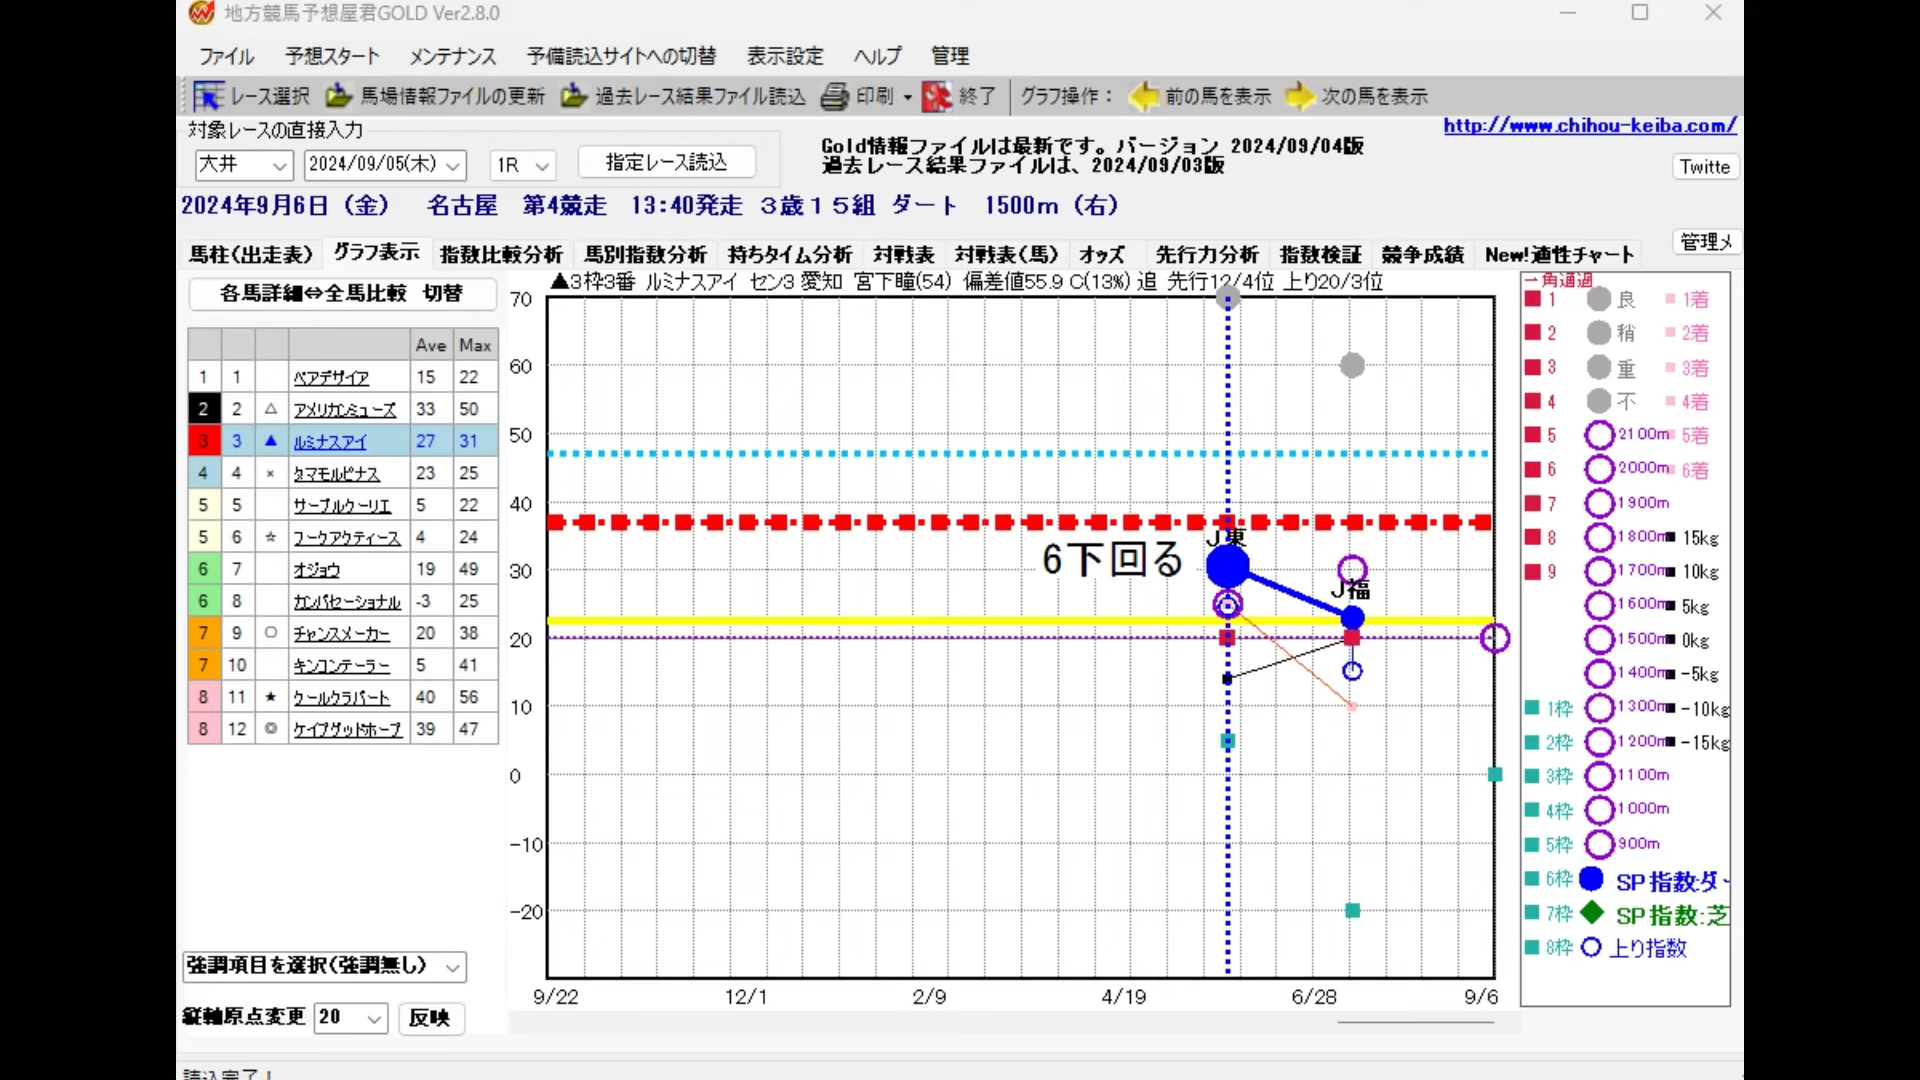 地方競馬予想屋君GOLD Ver2.8.0
ファイル 予想スタート メンテナンス 予備読込サイトへの切替 表示設定 ヘルプ 管理
レース選択 馬場情報ファイルの更新 過去レース結果ファイル読込 印刷 終了 グラフ操作： 前の馬を表示 次の馬を表示
対象レースの直接入力
http://www.chihou-keiba.com/
大井 2024/09/05(木) 1R 指定レース読込
Gold情報ファイルは最新です。バージョン 2024/09/04版
過去レース結果ファイルは、2024/09/03版
Twitte
2024年9月6日（金） 名古屋 第4競走 13:40発走 3歳15組 ダート 1500m（右）
管理メ
馬柱(出走表) グラフ表示 指数比較分析 馬別指数分析 持ちタイム分析 対戦表 対戦表(馬) オッズ 先行力分析 指数検証 競争成績 New!適性チャート
各馬詳細⇔全馬比較 切替
▲3枠3番 ルミナスアイ セン3 愛知 宮下瞳(54) 偏差値55.9 C(13%) 追 先行12/4位 上り20/3位
Ave Max
1 1 ペアデザイア 15 22
2 2 △ アメリカンミューズ 33 50
3 3 ▲ ルミナスアイ 27 31
4 4 × タマモルピナス 23 25
5 5 サーブルクーリエ 5 22
5 6 ☆ フークアクティース 4 24
6 7 オジョウ 19 49
6 8 カンバセーショナル -3 25
7 9 ○ チャンスメーカー 20 38
7 10 キンコンテーラー 5 41
8 11 ★ クールクラバート 40 56
8 12 ◎ ケイプグッドホープ 39 47
強調項目を選択(強調無し)
縦軸原点変更 20 反映
70
60
50
40
30
20
10
0
-10
-20
J東
6下回る
J福
9/22 12/1 2/9 4/19 6/28 9/6
一角通過
1 良 1着
2 稍 2着
3 重 3着
4 不 4着
5 2100m 5着
6 2000m 6着
7 1900m
8 1800m 15kg
9 1700m 10kg
1600m 5kg
1500m 0kg
1400m -5kg
1枠 1300m -10kg
2枠 1200m -15kg
3枠 1100m
4枠 1000m
5枠 900m
6枠 SP指数:ダ
7枠 SP指数:芝
8枠 上り指数
読込完了！